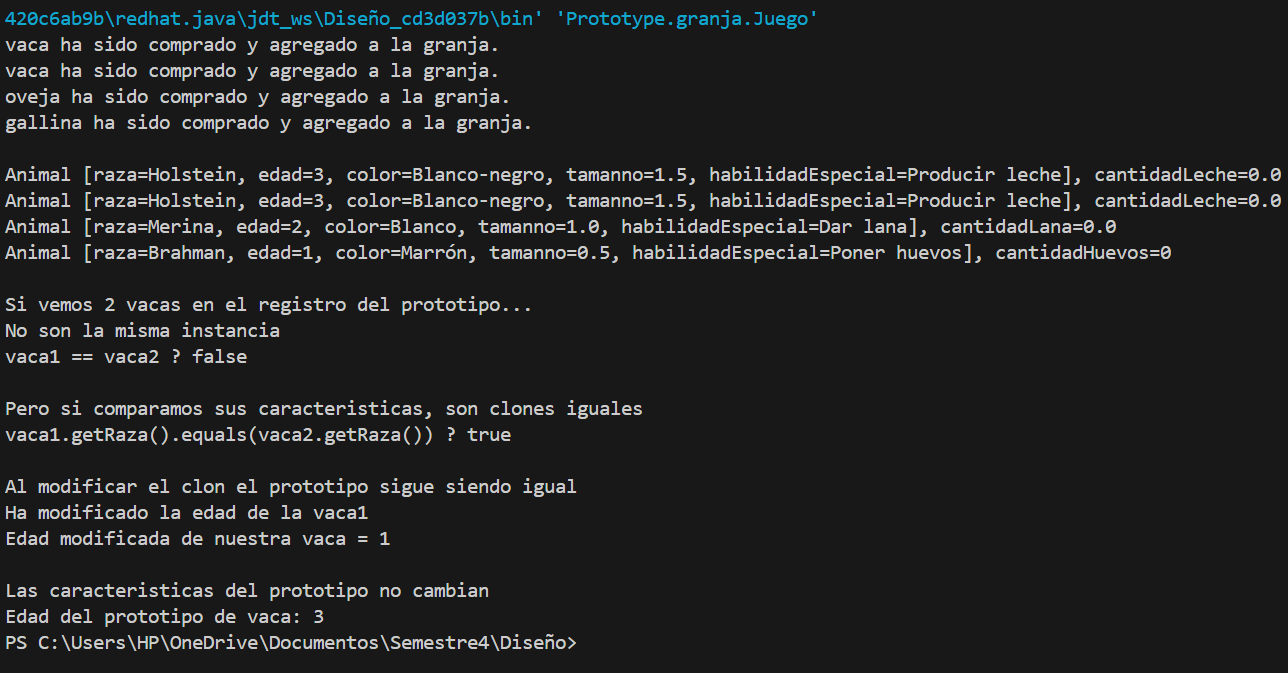 420c6ab9b\redhat.java\jdt_ws\Diseño_cd3d037b\bin' 'Prototype.granja.Juego'
vaca ha sido comprado y agregado a la granja.
vaca ha sido comprado y agregado a la granja.
oveja ha sido comprado y agregado a la granja.
gallina ha sido comprado y agregado a la granja.
Animal [raza=Holstein, edad=3, color=Blanco-negro, tamanno=1.5, habilidadEspecial=Producir leche], cantidadLeche=0.0
Animal [raza=Holstein, edad=3, color=Blanco-negro, tamanno=1.5, habilidadEspecial=Producir leche], cantidadLeche=0.0
Animal [raza=Merina, edad=2, color=Blanco, tamanno=1.0, habilidadEspecial=Dar lana], cantidadLana=0.0
Animal [raza=Brahman, edad=1, color=Marrón, tamanno=0.5, habilidadEspecial=Poner huevos], cantidadHuevos=0
Si vemos 2 vacas en el registro del prototipo...
No son la misma instancia
vaca1 == vaca2 ? false
Pero si comparamos sus caracteristicas, son clones iguales
vaca1.getRaza().equals(vaca2.getRaza()) ? true
Al modificar el clon el prototipo sigue siendo igual
Ha modificado la edad de la vaca1
Edad modificada de nuestra vaca = 1
Las caracteristicas del prototipo no cambian
Edad del prototipo de vaca: 3
PS C:\Users\HP\OneDrive\Documentos\Semestre4\Diseño>